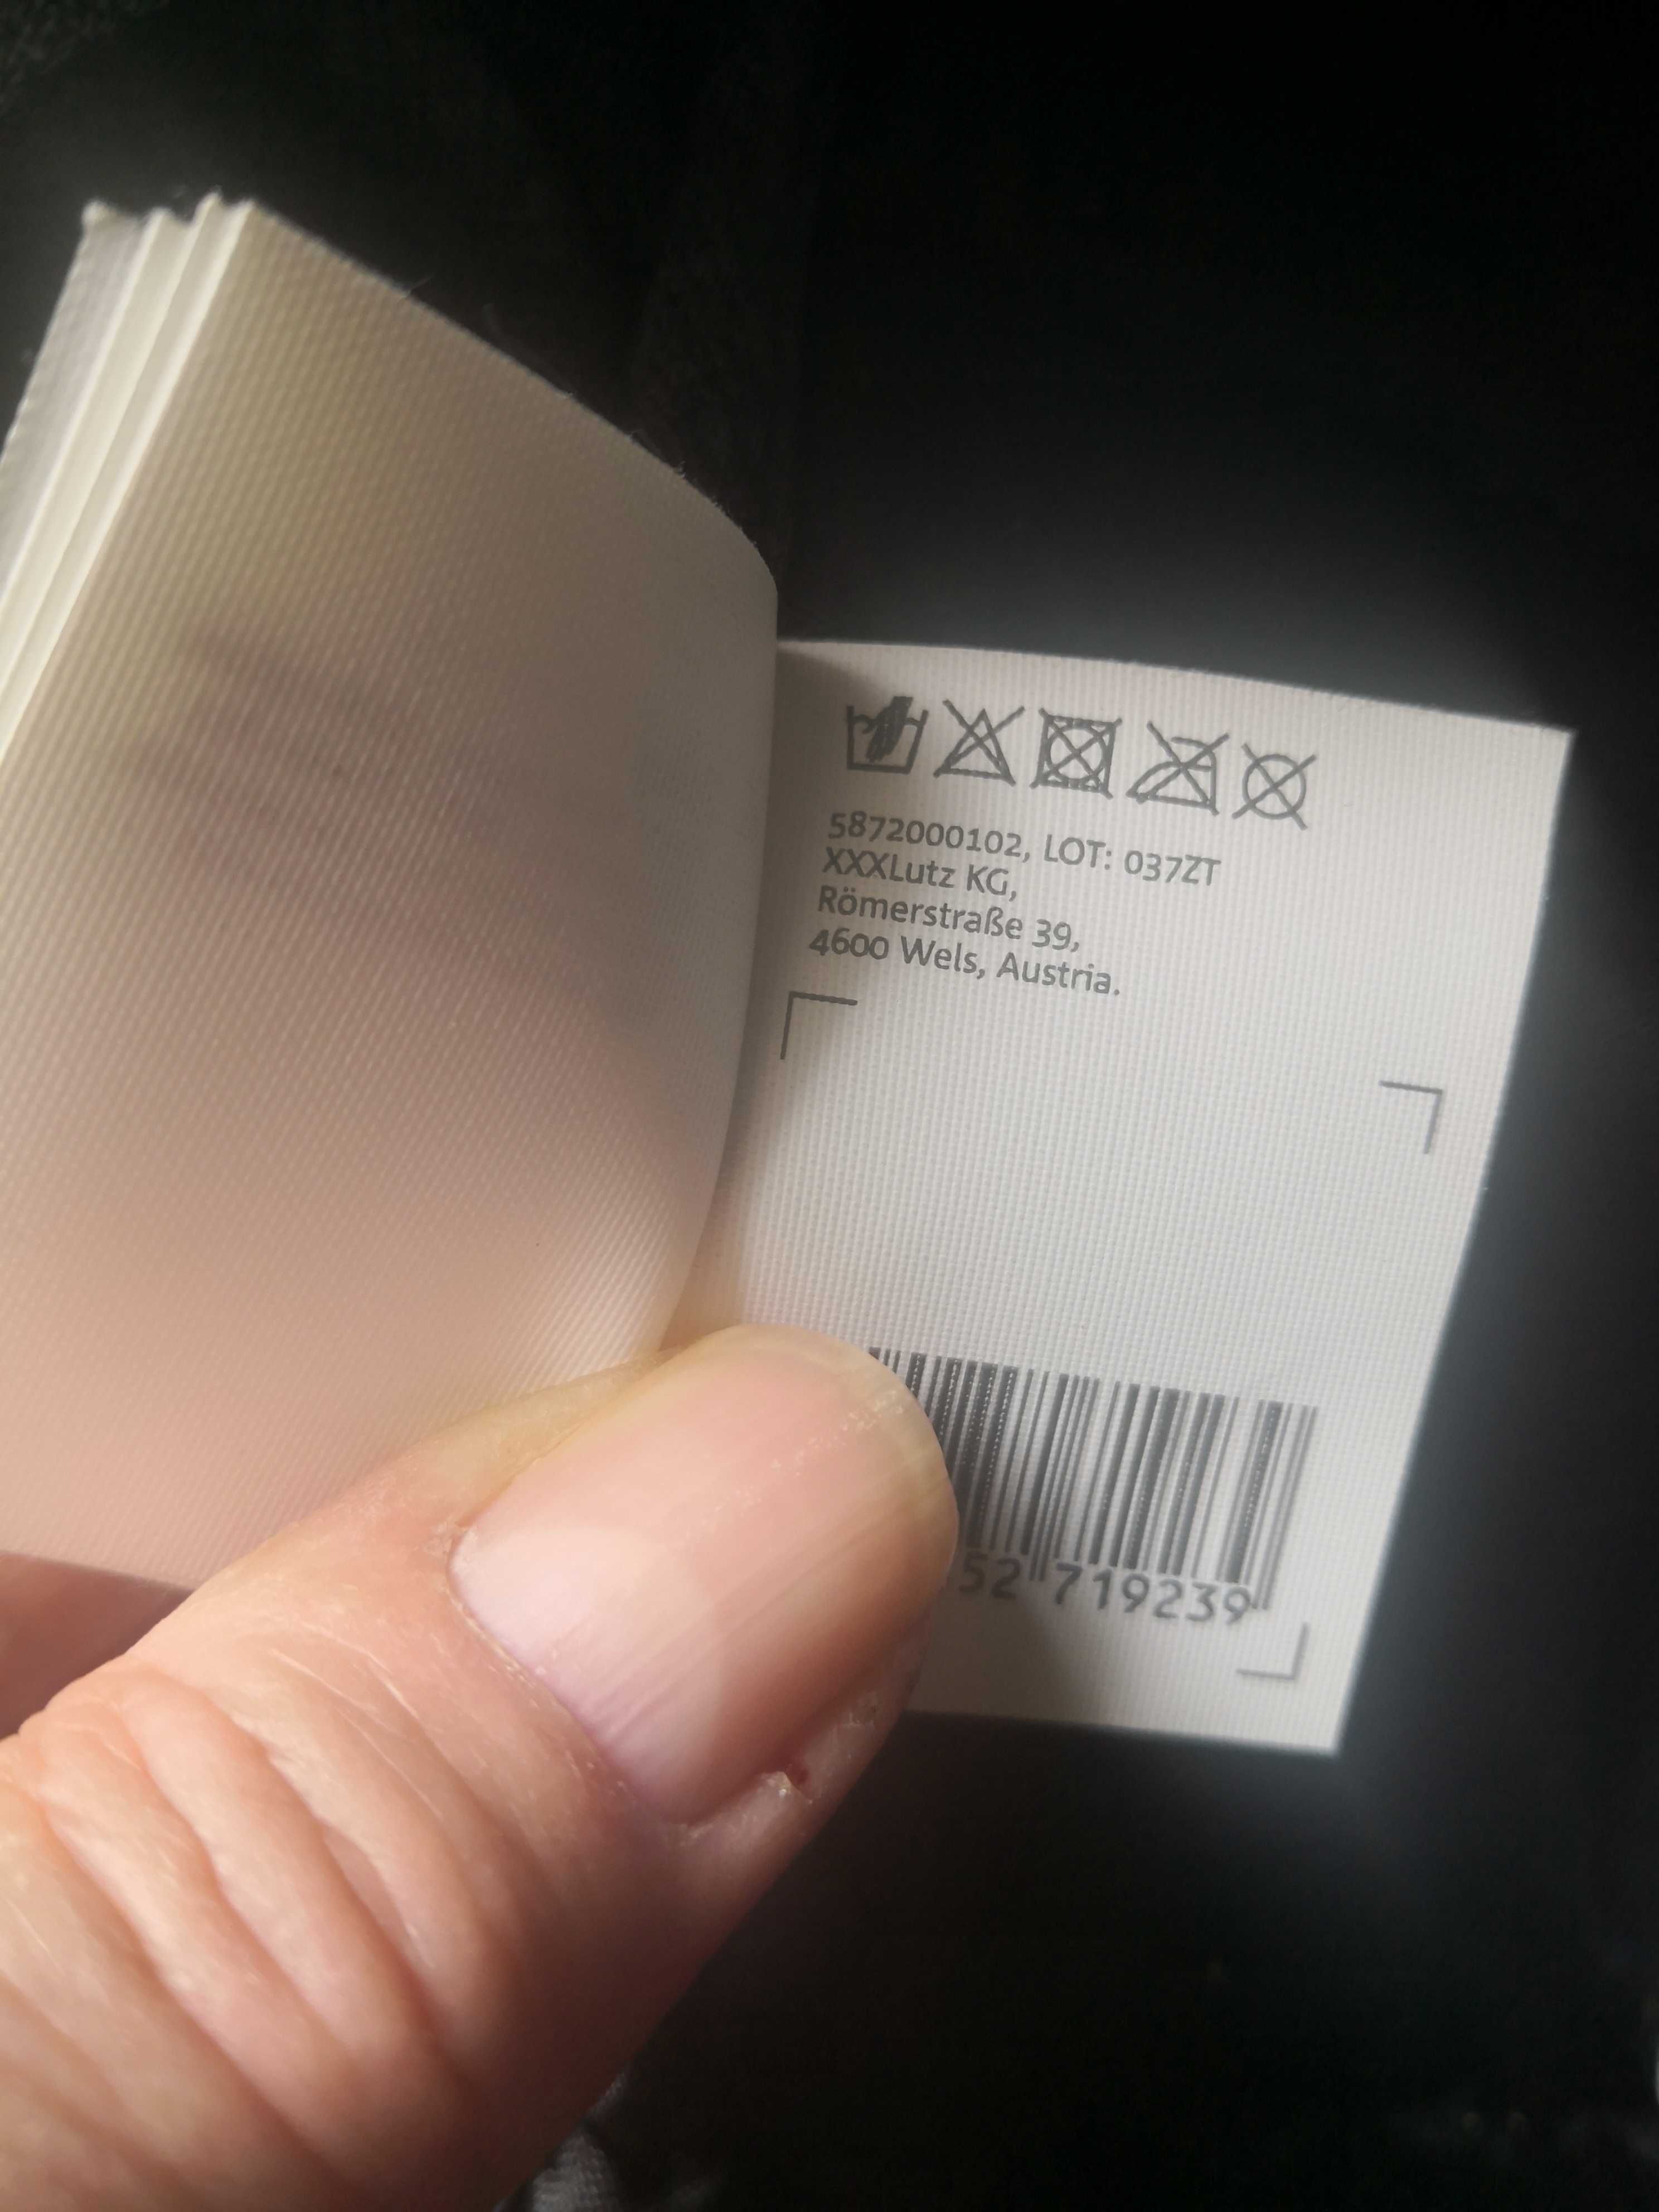 5872000102, LOT: 037ZT
XXXLutz KG,
Römerstraße 39,
4600 Wels, Austria.
52 719239